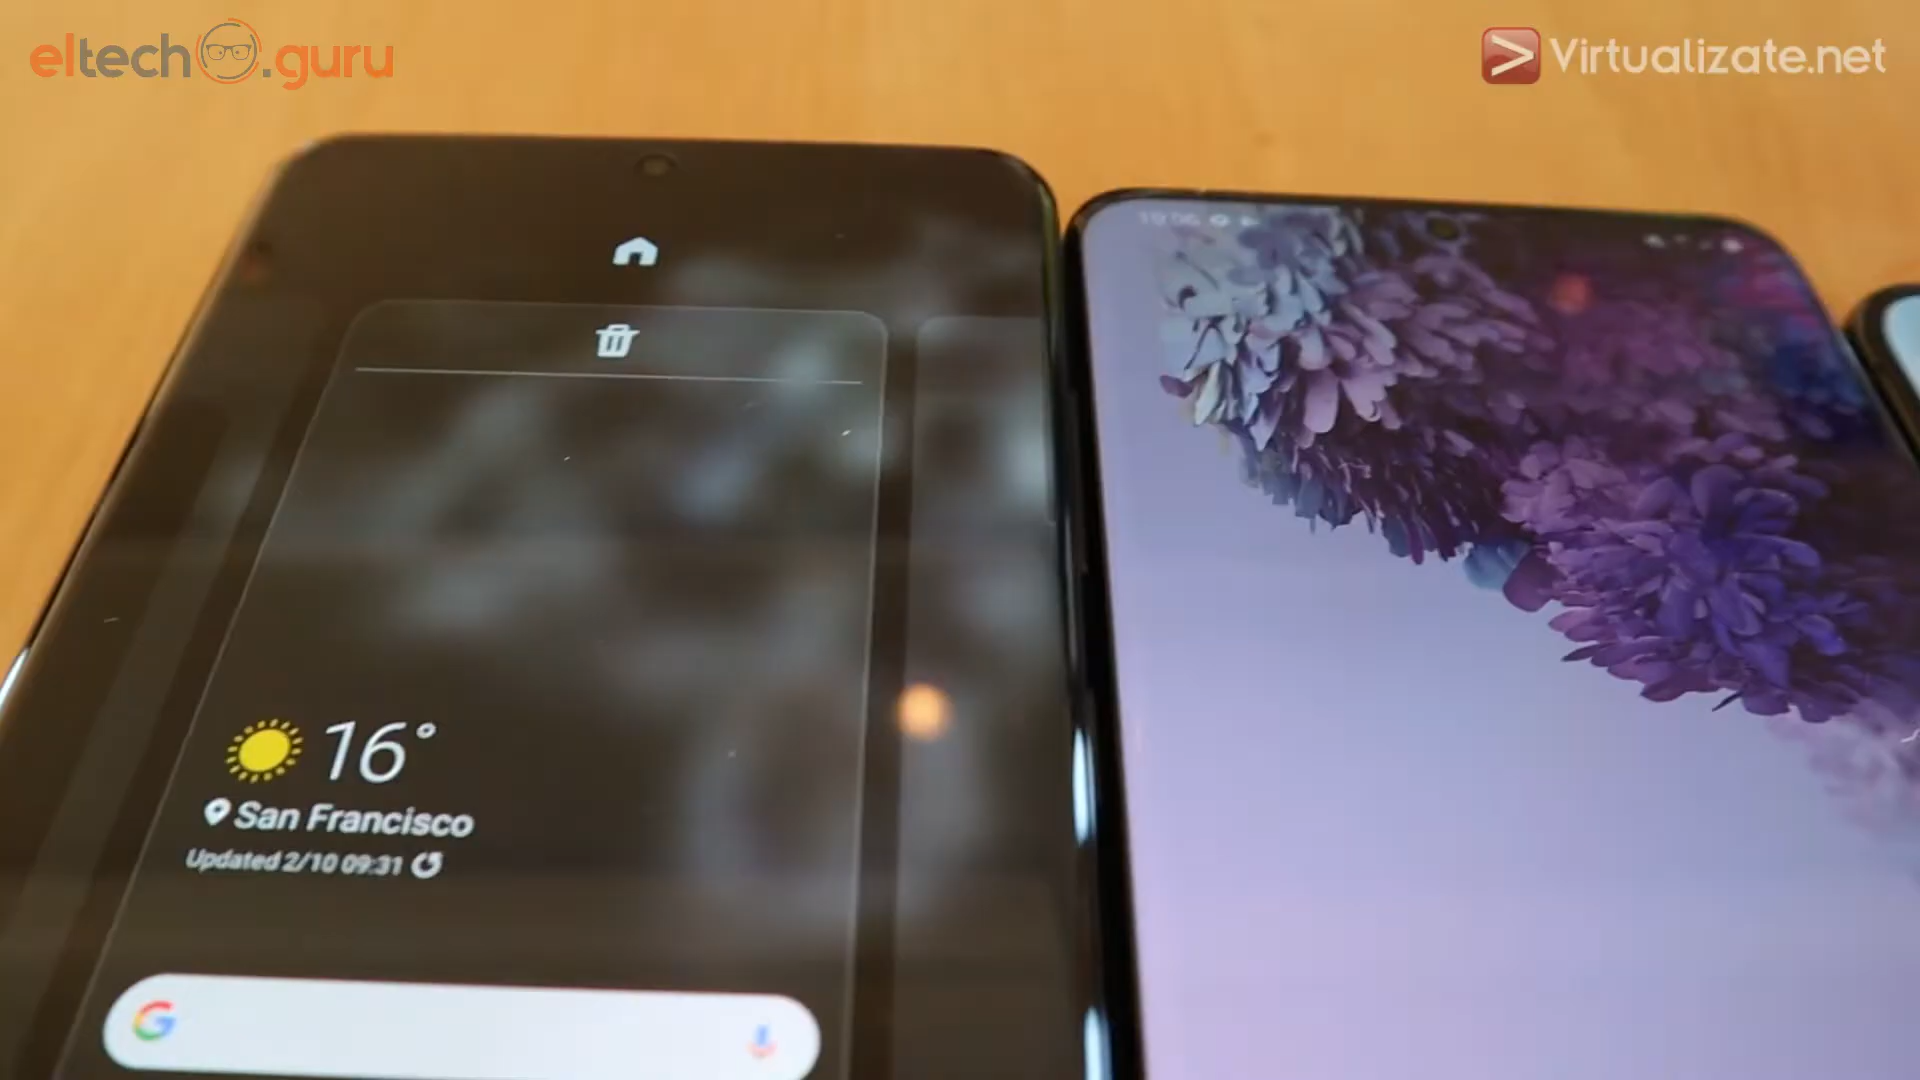 eltech.guru
Virtualizate.net
16°
San Francisco
Updated 2/10 09:31
G